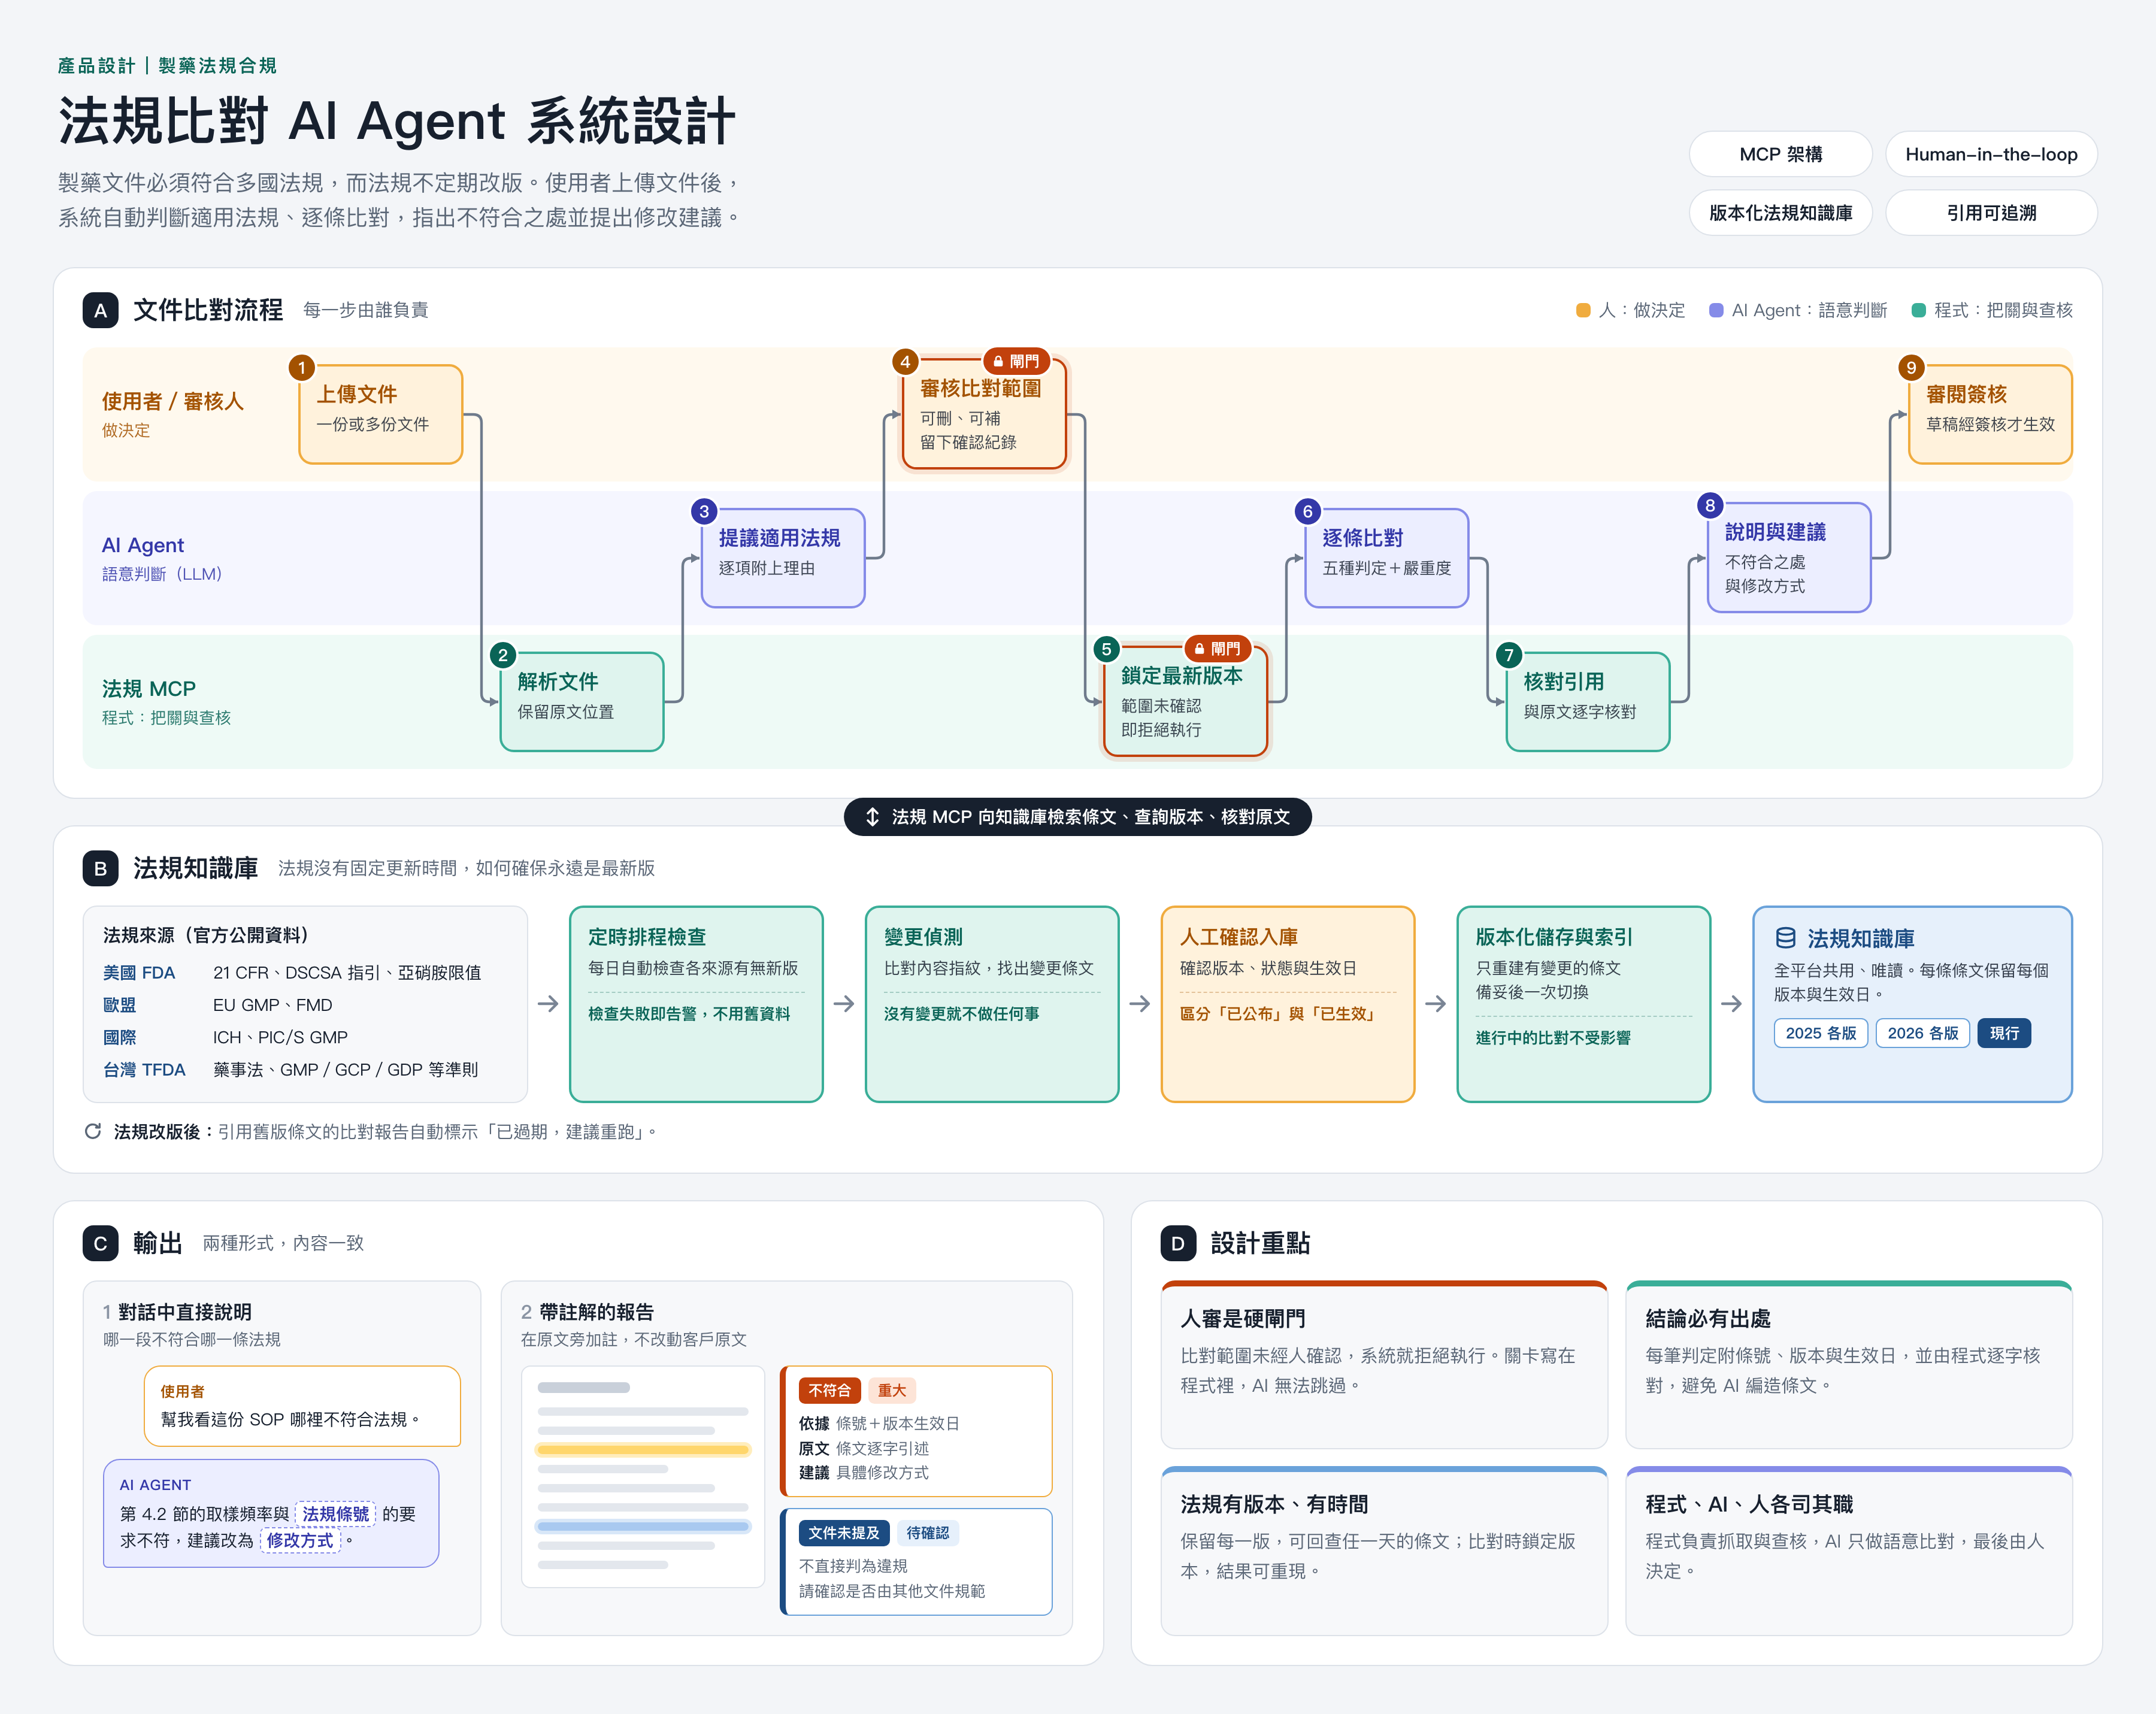 產品設計｜製藥法規合規
法規比對 AI Agent 系統設計
製藥文件必須符合多國法規，而法規不定期改版。使用者上傳文件後，
系統自動判斷適用法規、逐條比對，指出不符合之處並提出修改建議。
MCP 架構
Human-in-the-loop
版本化法規知識庫
引用可追溯
A 文件比對流程 每一步由誰負責
人：做決定
AI Agent：語意判斷
程式：把關與查核
使用者 / 審核人
做決定
AI Agent
語意判斷（LLM）
法規 MCP
程式：把關與查核
1
上傳文件
一份或多份文件
2
解析文件
保留原文位置
3
提議適用法規
逐項附上理由
4
閘門
審核比對範圍
可刪、可補
留下確認紀錄
5
閘門
鎖定最新版本
範圍未確認
即拒絕執行
6
逐條比對
五種判定＋嚴重度
7
核對引用
與原文逐字核對
8
說明與建議
不符合之處
與修改方式
9
審閱簽核
草稿經簽核才生效
法規 MCP 向知識庫檢索條文、查詢版本、核對原文
B 法規知識庫 法規沒有固定更新時間，如何確保永遠是最新版
法規來源（官方公開資料）
美國 FDA 21 CFR、DSCSA 指引、亞硝胺限值
歐盟 EU GMP、FMD
國際 ICH、PIC/S GMP
台灣 TFDA 藥事法、GMP / GCP / GDP 等準則
定時排程檢查
每日自動檢查各來源有無新版
檢查失敗即告警，不用舊資料
變更偵測
比對內容指紋，找出變更條文
沒有變更就不做任何事
人工確認入庫
確認版本、狀態與生效日
區分「已公布」與「已生效」
版本化儲存與索引
只重建有變更的條文
備妥後一次切換
進行中的比對不受影響
法規知識庫
全平台共用、唯讀。每條條文保留每個
版本與生效日。
2025 各版
2026 各版
現行
法規改版後：引用舊版條文的比對報告自動標示「已過期，建議重跑」。
C 輸出 兩種形式，內容一致
1 對話中直接說明
哪一段不符合哪一條法規
使用者
幫我看這份 SOP 哪裡不符合法規。
AI AGENT
第 4.2 節的取樣頻率與 法規條號 的要
求不符，建議改為 修改方式 。
2 帶註解的報告
在原文旁加註，不改動客戶原文
不符合 重大
依據 條號＋版本生效日
原文 條文逐字引述
建議 具體修改方式
文件未提及 待確認
不直接判為違規
請確認是否由其他文件規範
D 設計重點
人審是硬閘門
比對範圍未經人確認，系統就拒絕執行。關卡寫在
程式裡，AI 無法跳過。
結論必有出處
每筆判定附條號、版本與生效日，並由程式逐字核
對，避免 AI 編造條文。
法規有版本、有時間
保留每一版，可回查任一天的條文；比對時鎖定版
本，結果可重現。
程式、AI、人各司其職
程式負責抓取與查核，AI 只做語意比對，最後由人
決定。